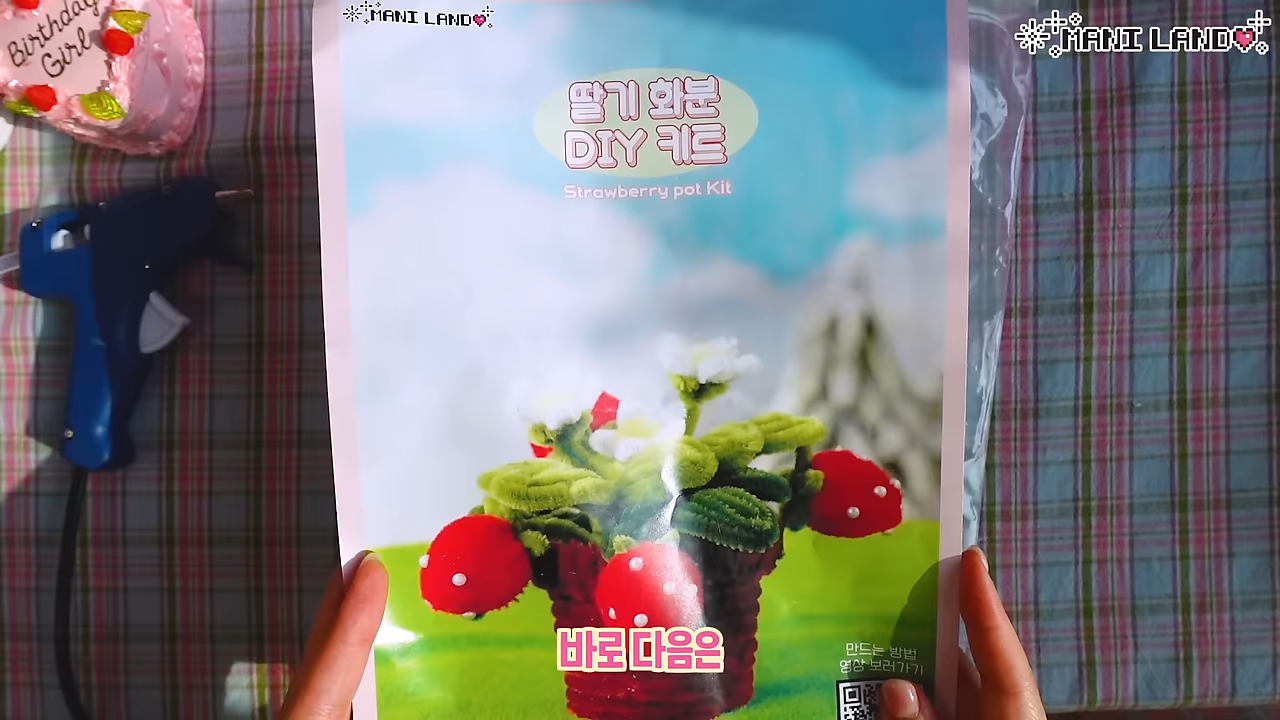 Birthday
Girl
MANI LAND
MANI LAND
딸기 화분
DIY 키트
Strawberry pot Kit
만드는 방법
영상 보러가기
바로 다음은